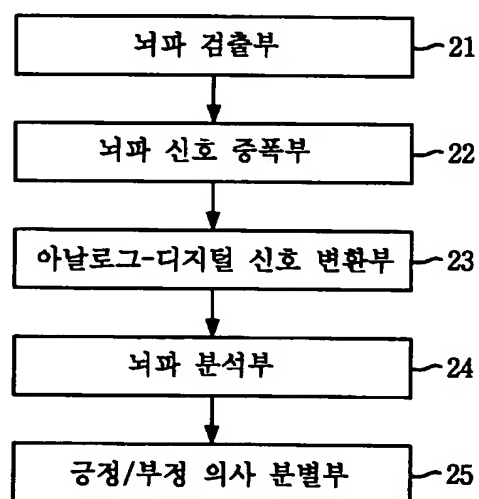 뇌파 검출부 21
뇌파 신호 증폭부 22
아날로그-디지털 신호 변환부 23
뇌파 분석부 24
긍정/부정 의사 분별부 25